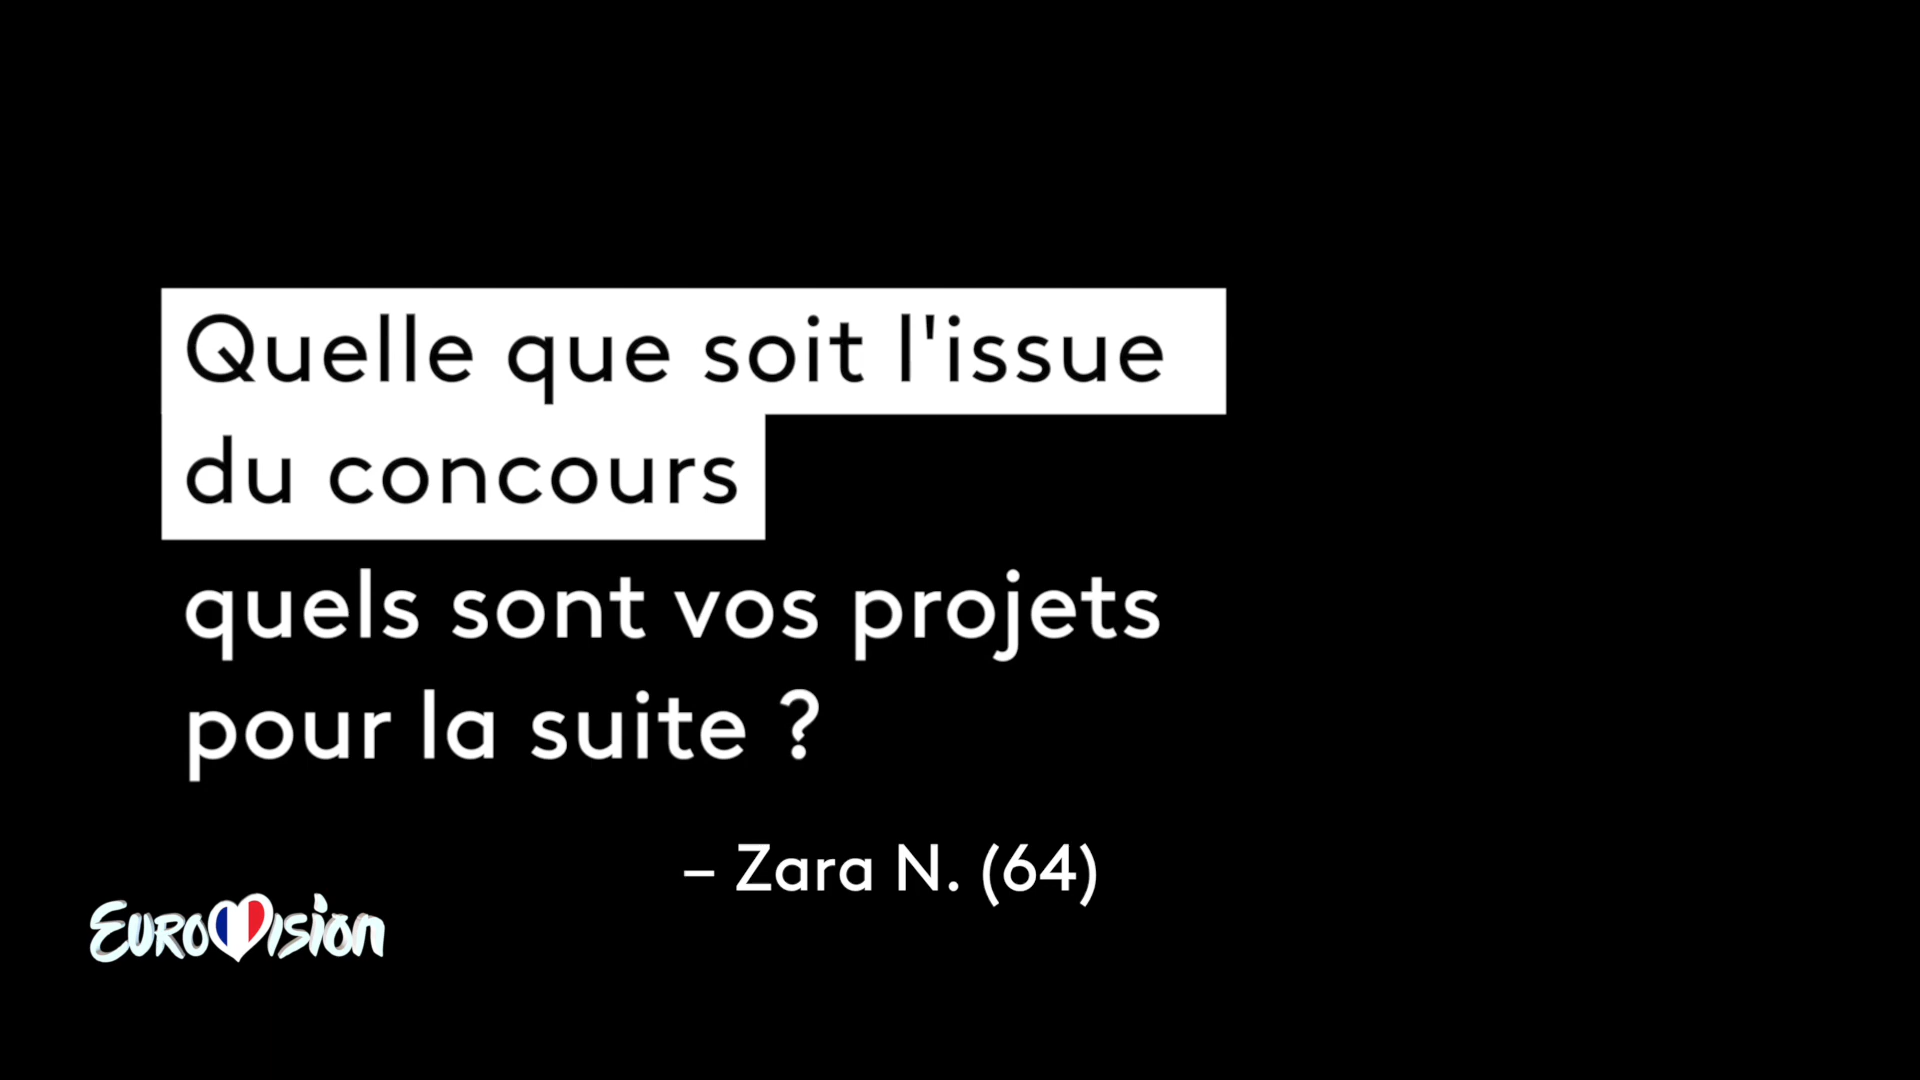 Quelle que soit l'issue
du concours
quels sont vos projets
pour la suite ?
– Zara N. (64)
EUROVISION